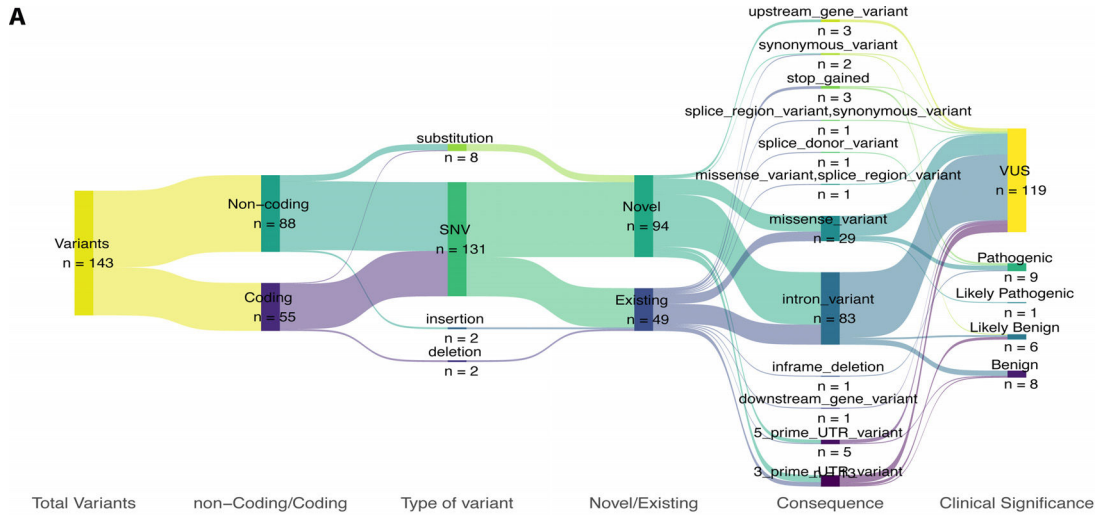 A
upstream_gene_variant
n = 3
synonymous_variant
n = 2
stop_gained
n = 3
splice_region_variant,synonymous_variant
n = 1
splice_donor_variant
n = 1
missense_variant,splice_region_variant
n = 1
missense_variant
n = 29
intron_variant
n = 83
inframe_deletion
n = 1
downstream_gene_variant
n = 1
5_prime_UTR_variant
n = 5
3_prime_UTR_variant
n = 13
substitution
n = 8
SNV
n = 131
insertion
n = 2
deletion
n = 2
Variants
n = 143
Non-coding
n = 88
Coding
n = 55
Novel
n = 94
Existing
n = 49
VUS
n = 119
Pathogenic
n = 9
Likely Pathogenic
n = 1
Likely Benign
n = 6
Benign
n = 8
Total Variants
non-Coding/Coding
Type of variant
Novel/Existing
Consequence
Clinical Significance